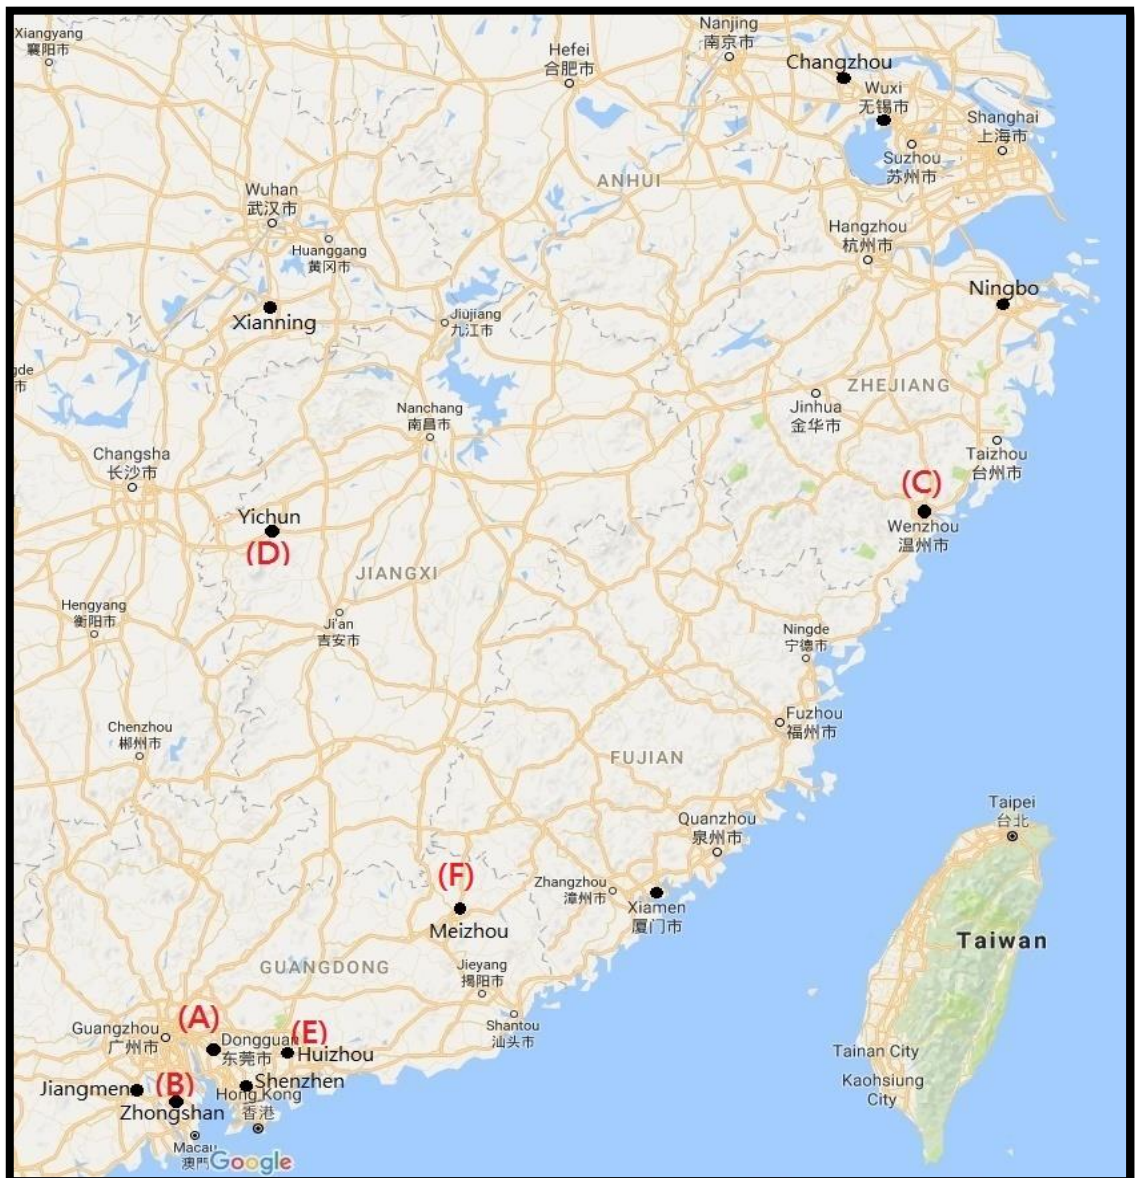 Xiangyang
襄阳市
Nanjing
南京市
Hefei
合肥市
Changzhou
Wuxi
无锡市
Shanghai
上海市
Suzhou
苏州市
ANHUI
Wuhan
武汉市
Huanggang
黄冈市
Hangzhou
杭州市
Ningbo
Xianning
Jiujiang
九江市
gde
市
ZHEJIANG
Jinhua
金华市
Nanchang
南昌市
Taizhou
台州市
Changsha
长沙市
(C)
Wenzhou
温州市
Yichun
(D)
JIANGXI
Hengyang
衡阳市
Ji'an
吉安市
Ningde
宁德市
Chenzhou
郴州市
Fuzhou
福州市
FUJIAN
Taipei
台北
Quanzhou
泉州市
(F)
Meizhou
Zhangzhou
漳州市
Xiamen
厦门市
Taiwan
GUANGDONG
Jieyang
揭阳市
Shantou
汕头市
Guangzhou
广州市
(A)
Dongguan
东莞市
(E)
Huizhou
Tainan City
Kaohsiung
City
Jiangmen
(B)
Zhongshan
Shenzhen
Hong Kong
香港
Macau
澳門
Google